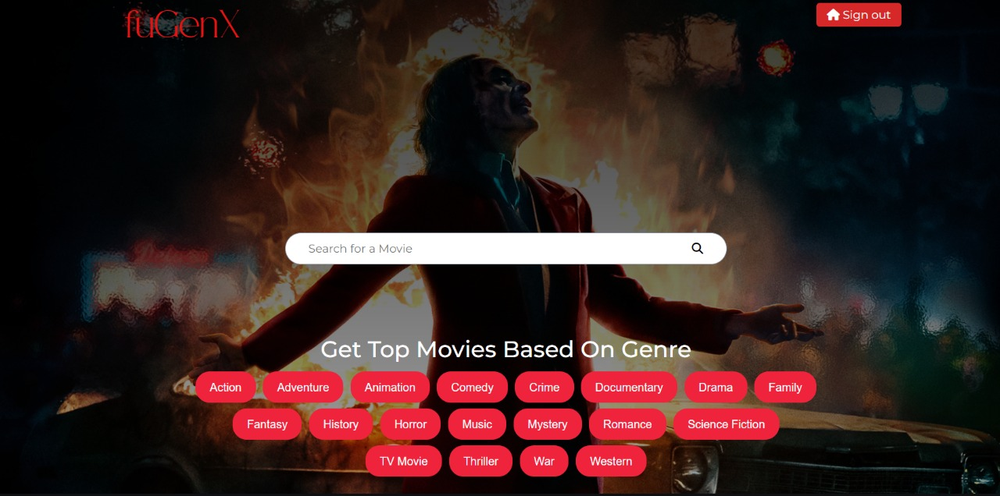 fuGenX
Sign out
Search for a Movie
Get Top Movies Based On Genre
Action Adventure Animation Comedy Crime Documentary Drama Family
Fantasy History Horror Music Mystery Romance Science Fiction
TV Movie Thriller War Western